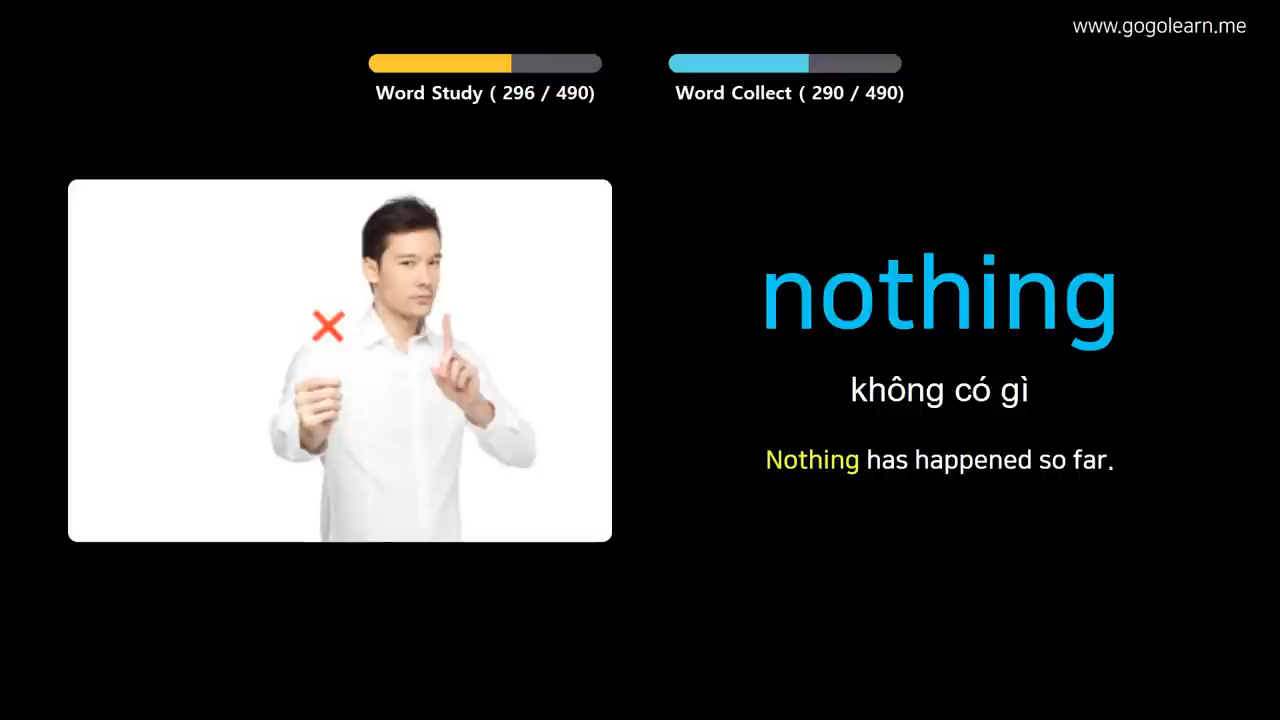 www.gogolearn.me
Word Study ( 296 / 490)
Word Collect ( 290 / 490)
nothing
không có gì
Nothing has happened so far.